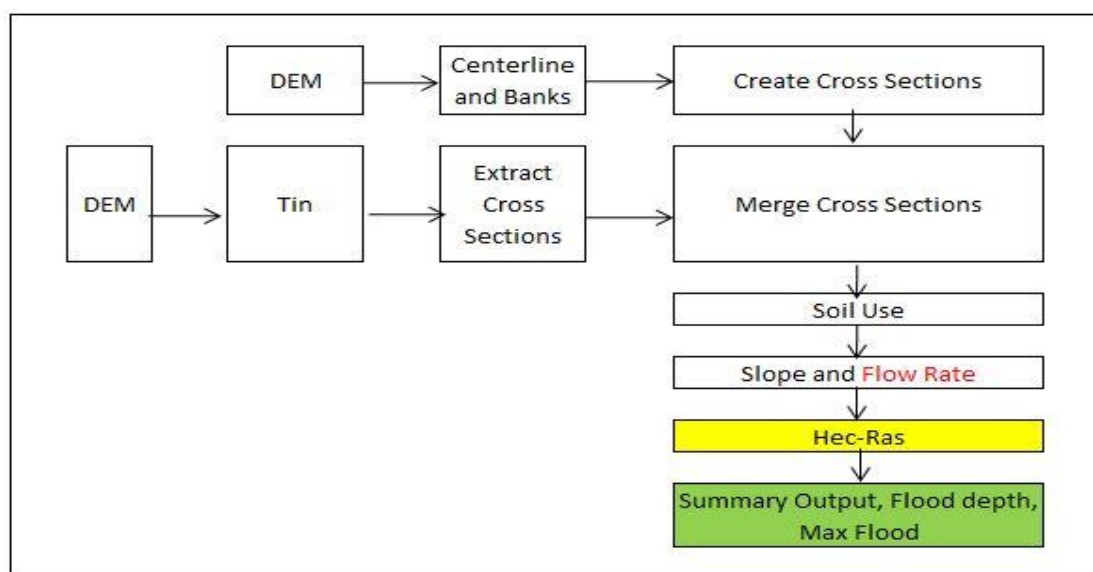 DEM
Centerline
and Banks
Create Cross Sections
DEM
Tin
Extract
Cross
Sections
Merge Cross Sections
Soil Use
Slope and Flow Rate
Hec-Ras
Summary Output, Flood depth,
Max Flood